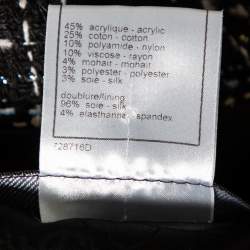 45% acrylique - acrylic
25% coton - cotton
10% polyamide - nylon
10% viscose - rayon
4% mohair - mohair
3% polyester - polyester
3% soie - silk
doublure/lining
96% soie - silk
4% elasthanne - spandex
728716D